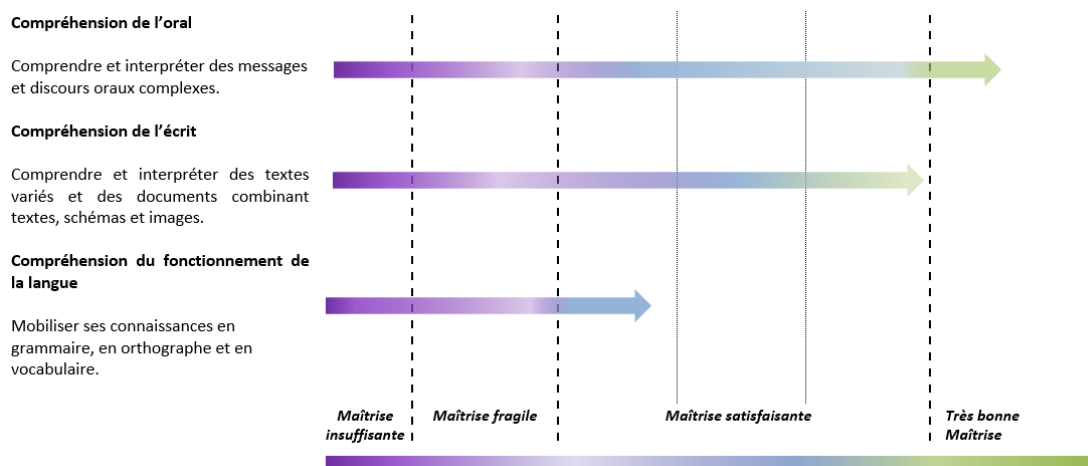 Compréhension de l'oral
Comprendre et interpréter des messages
et discours oraux complexes.
Compréhension de l'écrit
Comprendre et interpréter des textes
variés et des documents combinant
textes, schémas et images.
Compréhension du fonctionnement de
la langue
Mobiliser ses connaissances en
grammaire, en orthographe et en
vocabulaire.
Maîtrise
insuffisante
Maîtrise fragile
Maîtrise satisfaisante
Très bonne
Maîtrise